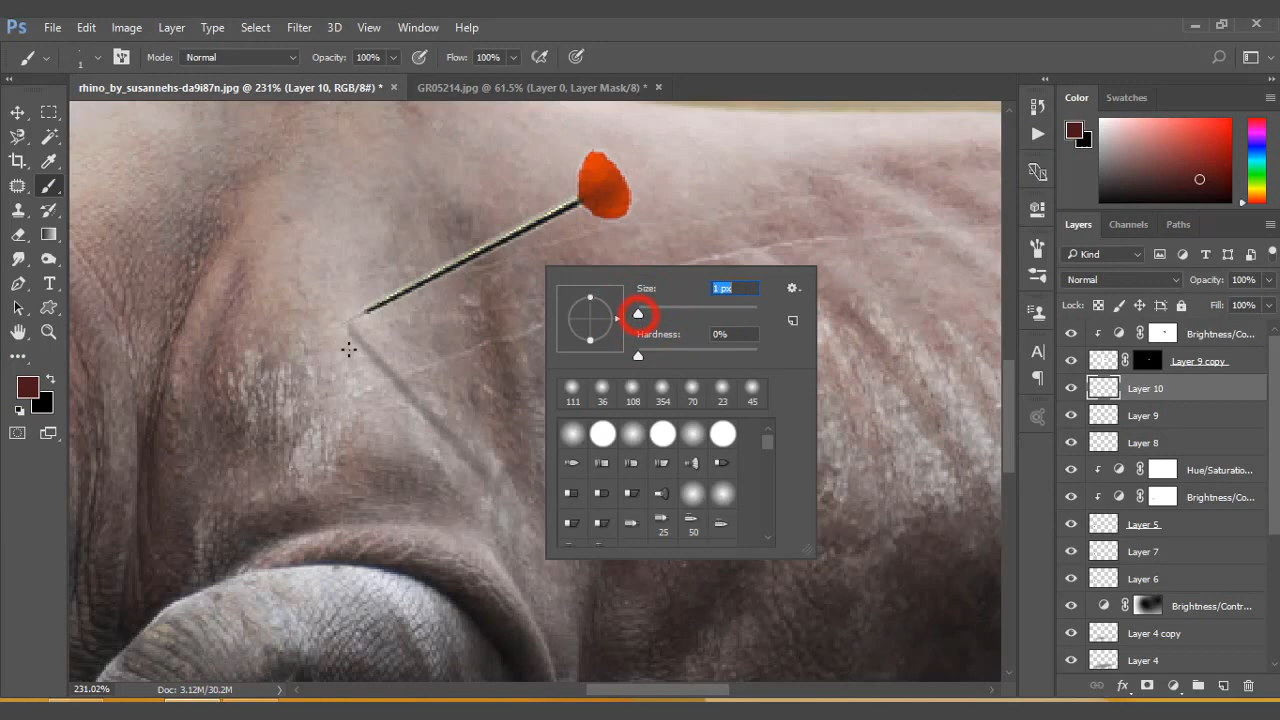 Ps File Edit Image Layer Type Select Filter 3D View Window Help
1 Mode: Normal Opacity: 100% Flow: 100%
rhino_by_susannehs-da9i87n.jpg @ 231% (Layer 10, RGB/8#) * × GR05214.jpg @ 61.5% (Layer 0, Layer Mask/8) * ×
Color Swatches
Layers Channels Paths
Kind
Normal Opacity: 100%
Lock: Fill: 100%
Brightness/Co...
Layer 9 copy
Layer 10
Layer 9
Layer 8
Hue/Saturatio...
Brightness/Co...
Layer 5
Layer 7
Layer 6
Brightness/Contr...
Layer 4 copy
Layer 4
fx
Size: 1 px
Hardness: 0%
111 36 108 354 70 23 45
25 50
T
A
231.02% Doc: 3.12M/30.2M